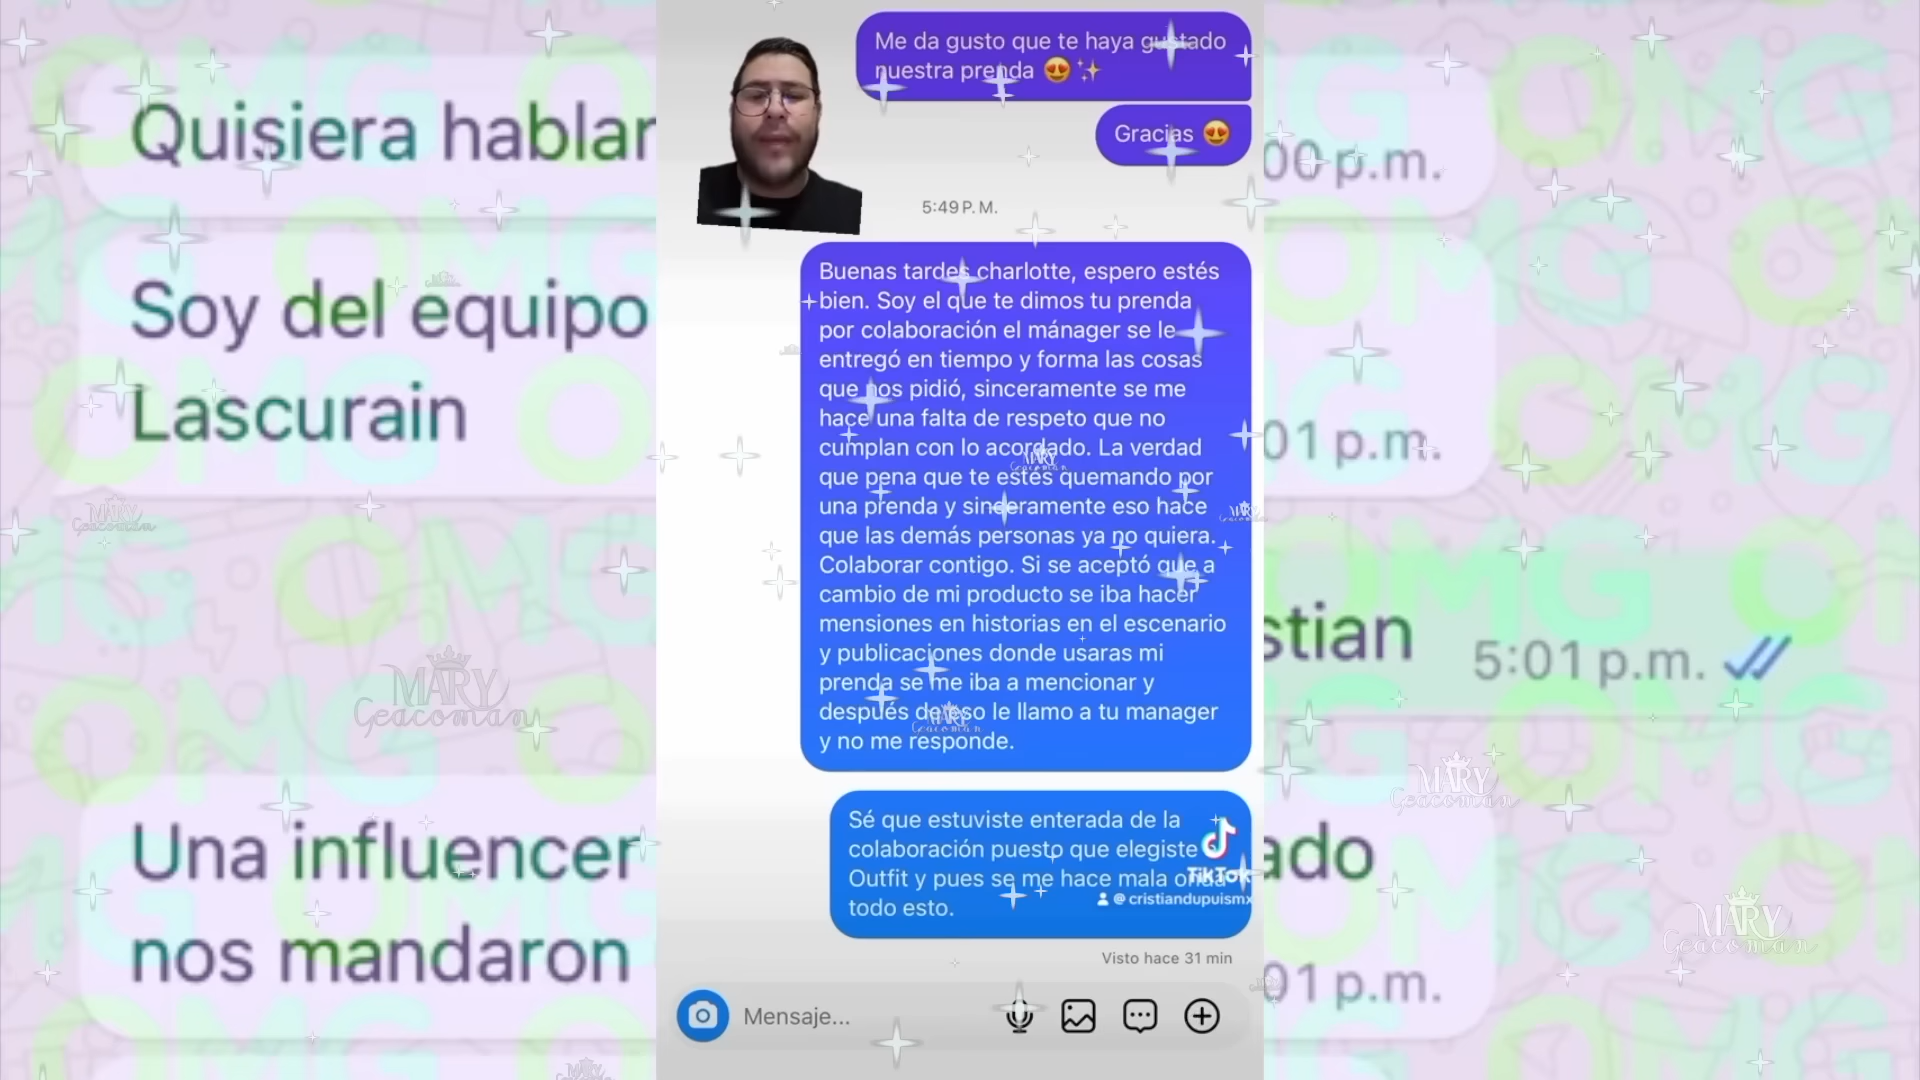 Quisiera hablar
Soy del equipo
Lascurain
Una influencer
nos mandaron
Me da gusto que te haya gustado
nuestra prenda 😍✨
Gracias 😍
5:49 P. M.
Buenas tardes charlotte, espero estés
bien. Soy el que te dimos tu prenda
por colaboración el mánager se le
entregó en tiempo y forma las cosas
que nos pidió, sinceramente se me
hace una falta de respeto que no
cumplan con lo acordado. La verdad
que pena que te estés quemando por
una prenda y sinceramente eso hace
que las demás personas ya no quiera.
Colaborar contigo. Si se aceptó que a
cambio de mi producto se iba hacer
mensiones en historias en el escenario
y publicaciones donde usaras mi
prenda se me iba a mencionar y
después de eso le llamo a tu manager
y no me responde.
Sé que estuviste enterada de la
colaboración puesto que elegiste
Outfit y pues se me hace mala onda
todo esto.
TikTok
@cristiandupuismx
Visto hace 31 min
Mensaje...
00 p.m.
01 p.m.
stian 5:01 p.m.
ado
01 p.m.
OMG
MARY
Geacoman